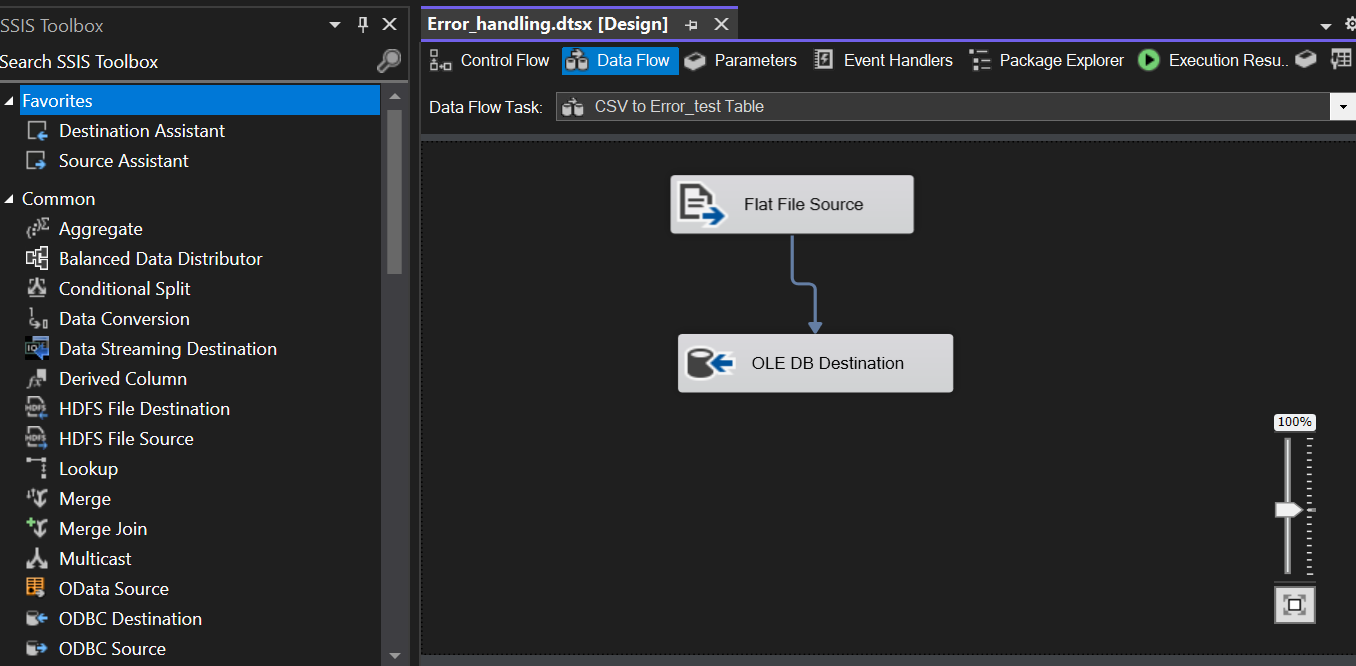 SSIS Toolbox
Search SSIS Toolbox
Favorites
Destination Assistant
Source Assistant
Common
Aggregate
Balanced Data Distributor
Conditional Split
Data Conversion
Data Streaming Destination
Derived Column
HDFS File Destination
HDFS File Source
Lookup
Merge
Merge Join
Multicast
OData Source
ODBC Destination
ODBC Source
Error_handling.dtsx [Design]
Control Flow Data Flow Parameters Event Handlers Package Explorer Execution Resu..
Data Flow Task: CSV to Error_test Table
Flat File Source
OLE DB Destination
100%